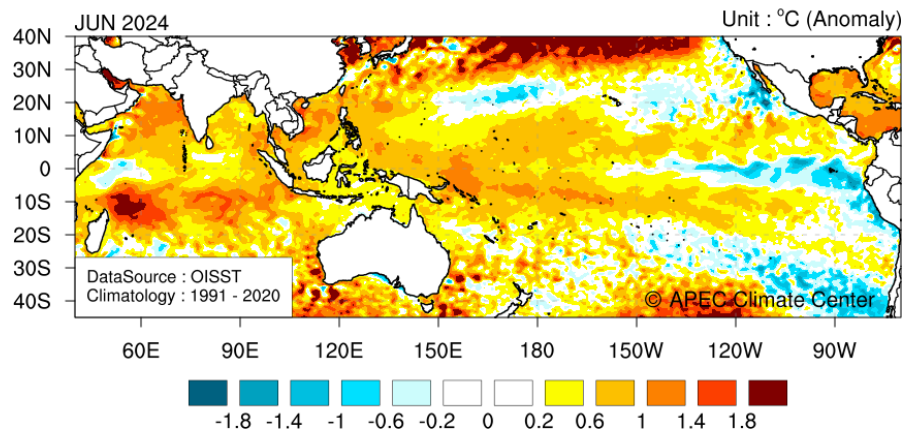 JUN 2024
Unit : °C (Anomaly)
40N
30N
20N
10N
0
10S
20S
30S
40S
DataSource : OISST
Climatology : 1991 - 2020
© APEC Climate Center
60E 90E 120E 150E 180 150W 120W 90W
-1.8 -1.4 -1 -0.6 -0.2 0 0.2 0.6 1 1.4 1.8